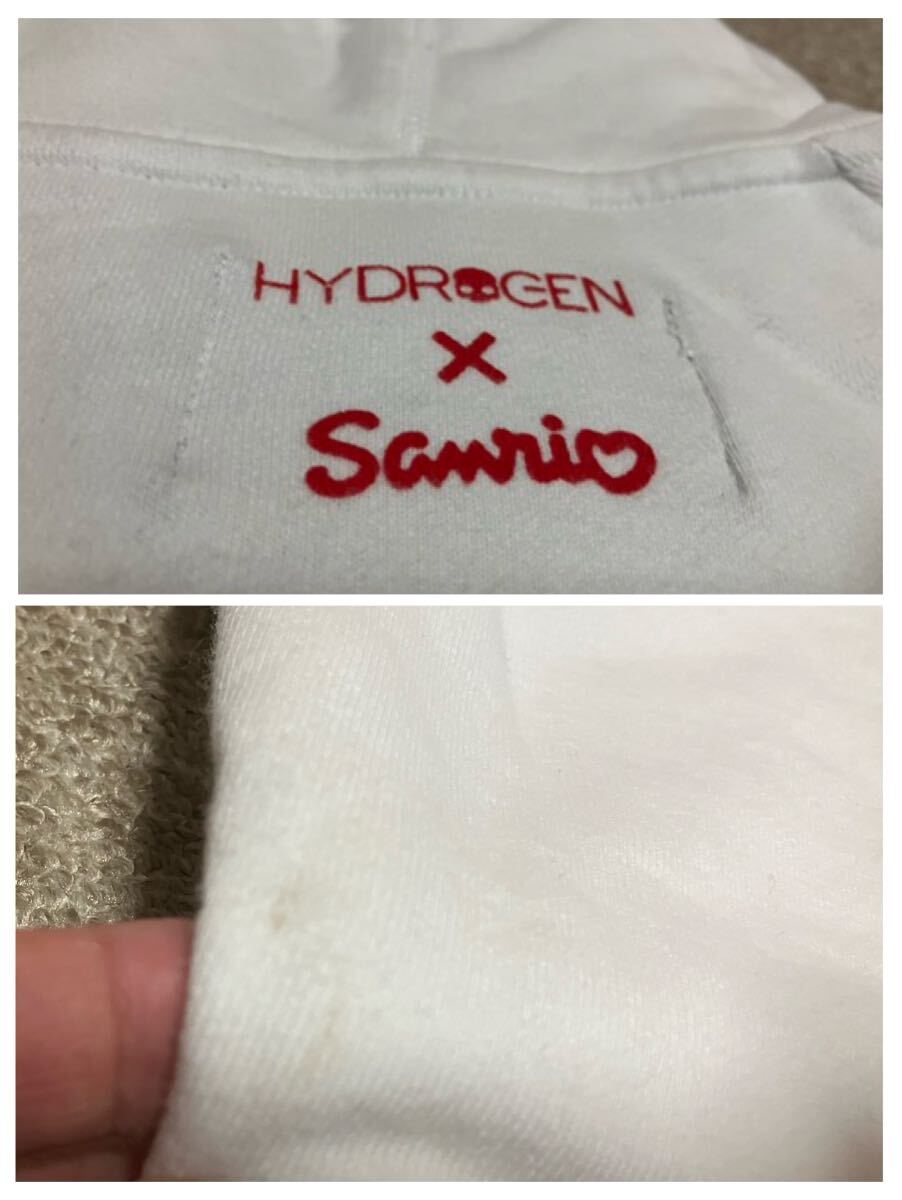 HYDROGEN
×
Sanrio